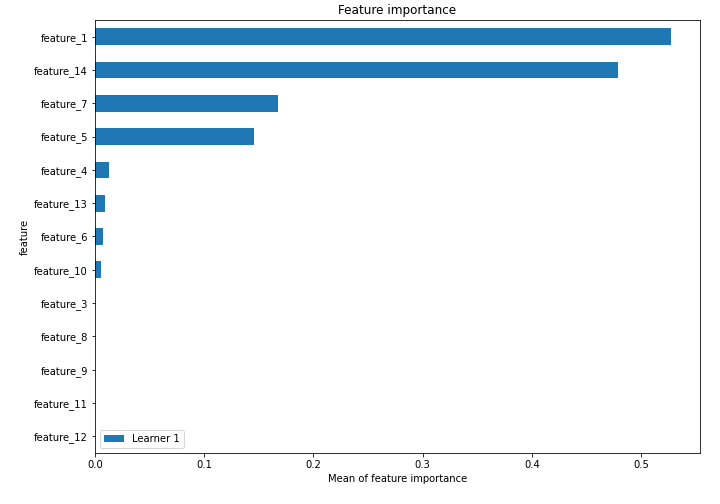 Feature importance
feature_1
feature_14
feature_7
feature_5
feature_4
feature_13
feature_6
feature_10
feature_3
feature_8
feature_9
feature_11
feature_12
feature
Learner 1
0.0 0.1 0.2 0.3 0.4 0.5
Mean of feature importance